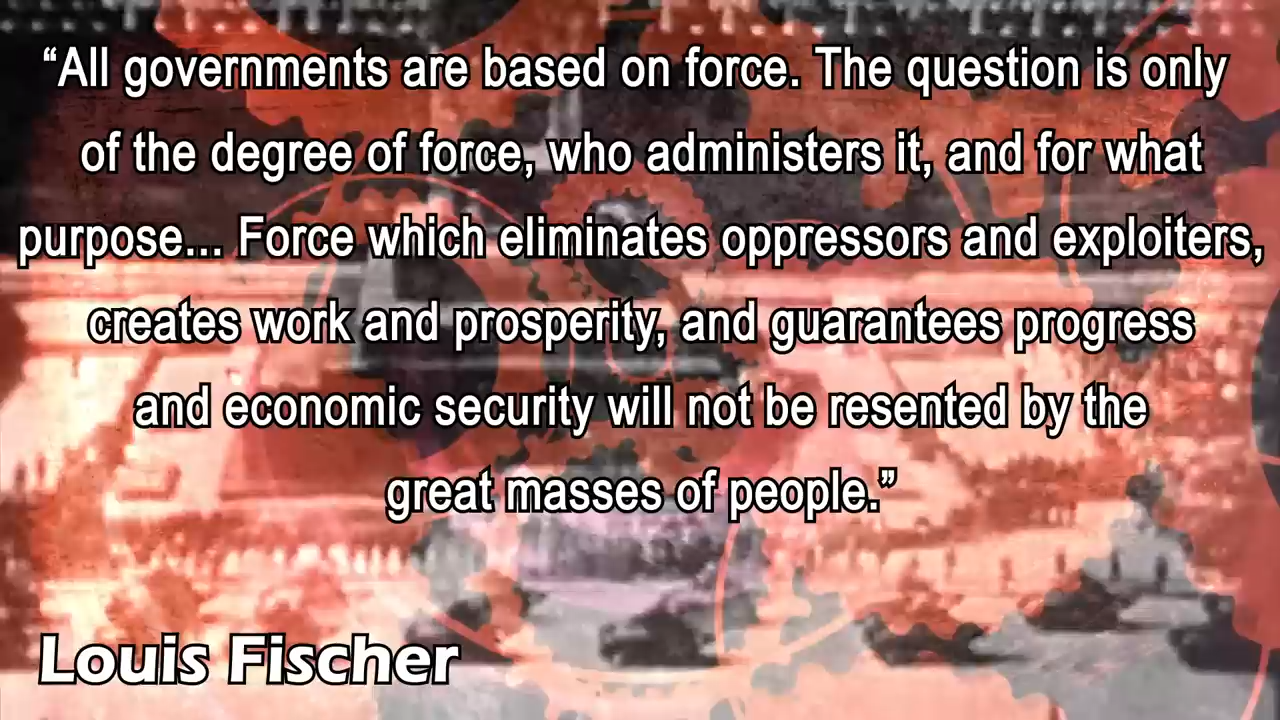 “All governments are based on force. The question is only
of the degree of force, who administers it, and for what
purpose... Force which eliminates oppressors and exploiters,
creates work and prosperity, and guarantees progress
and economic security will not be resented by the
great masses of people.”
Louis Fischer